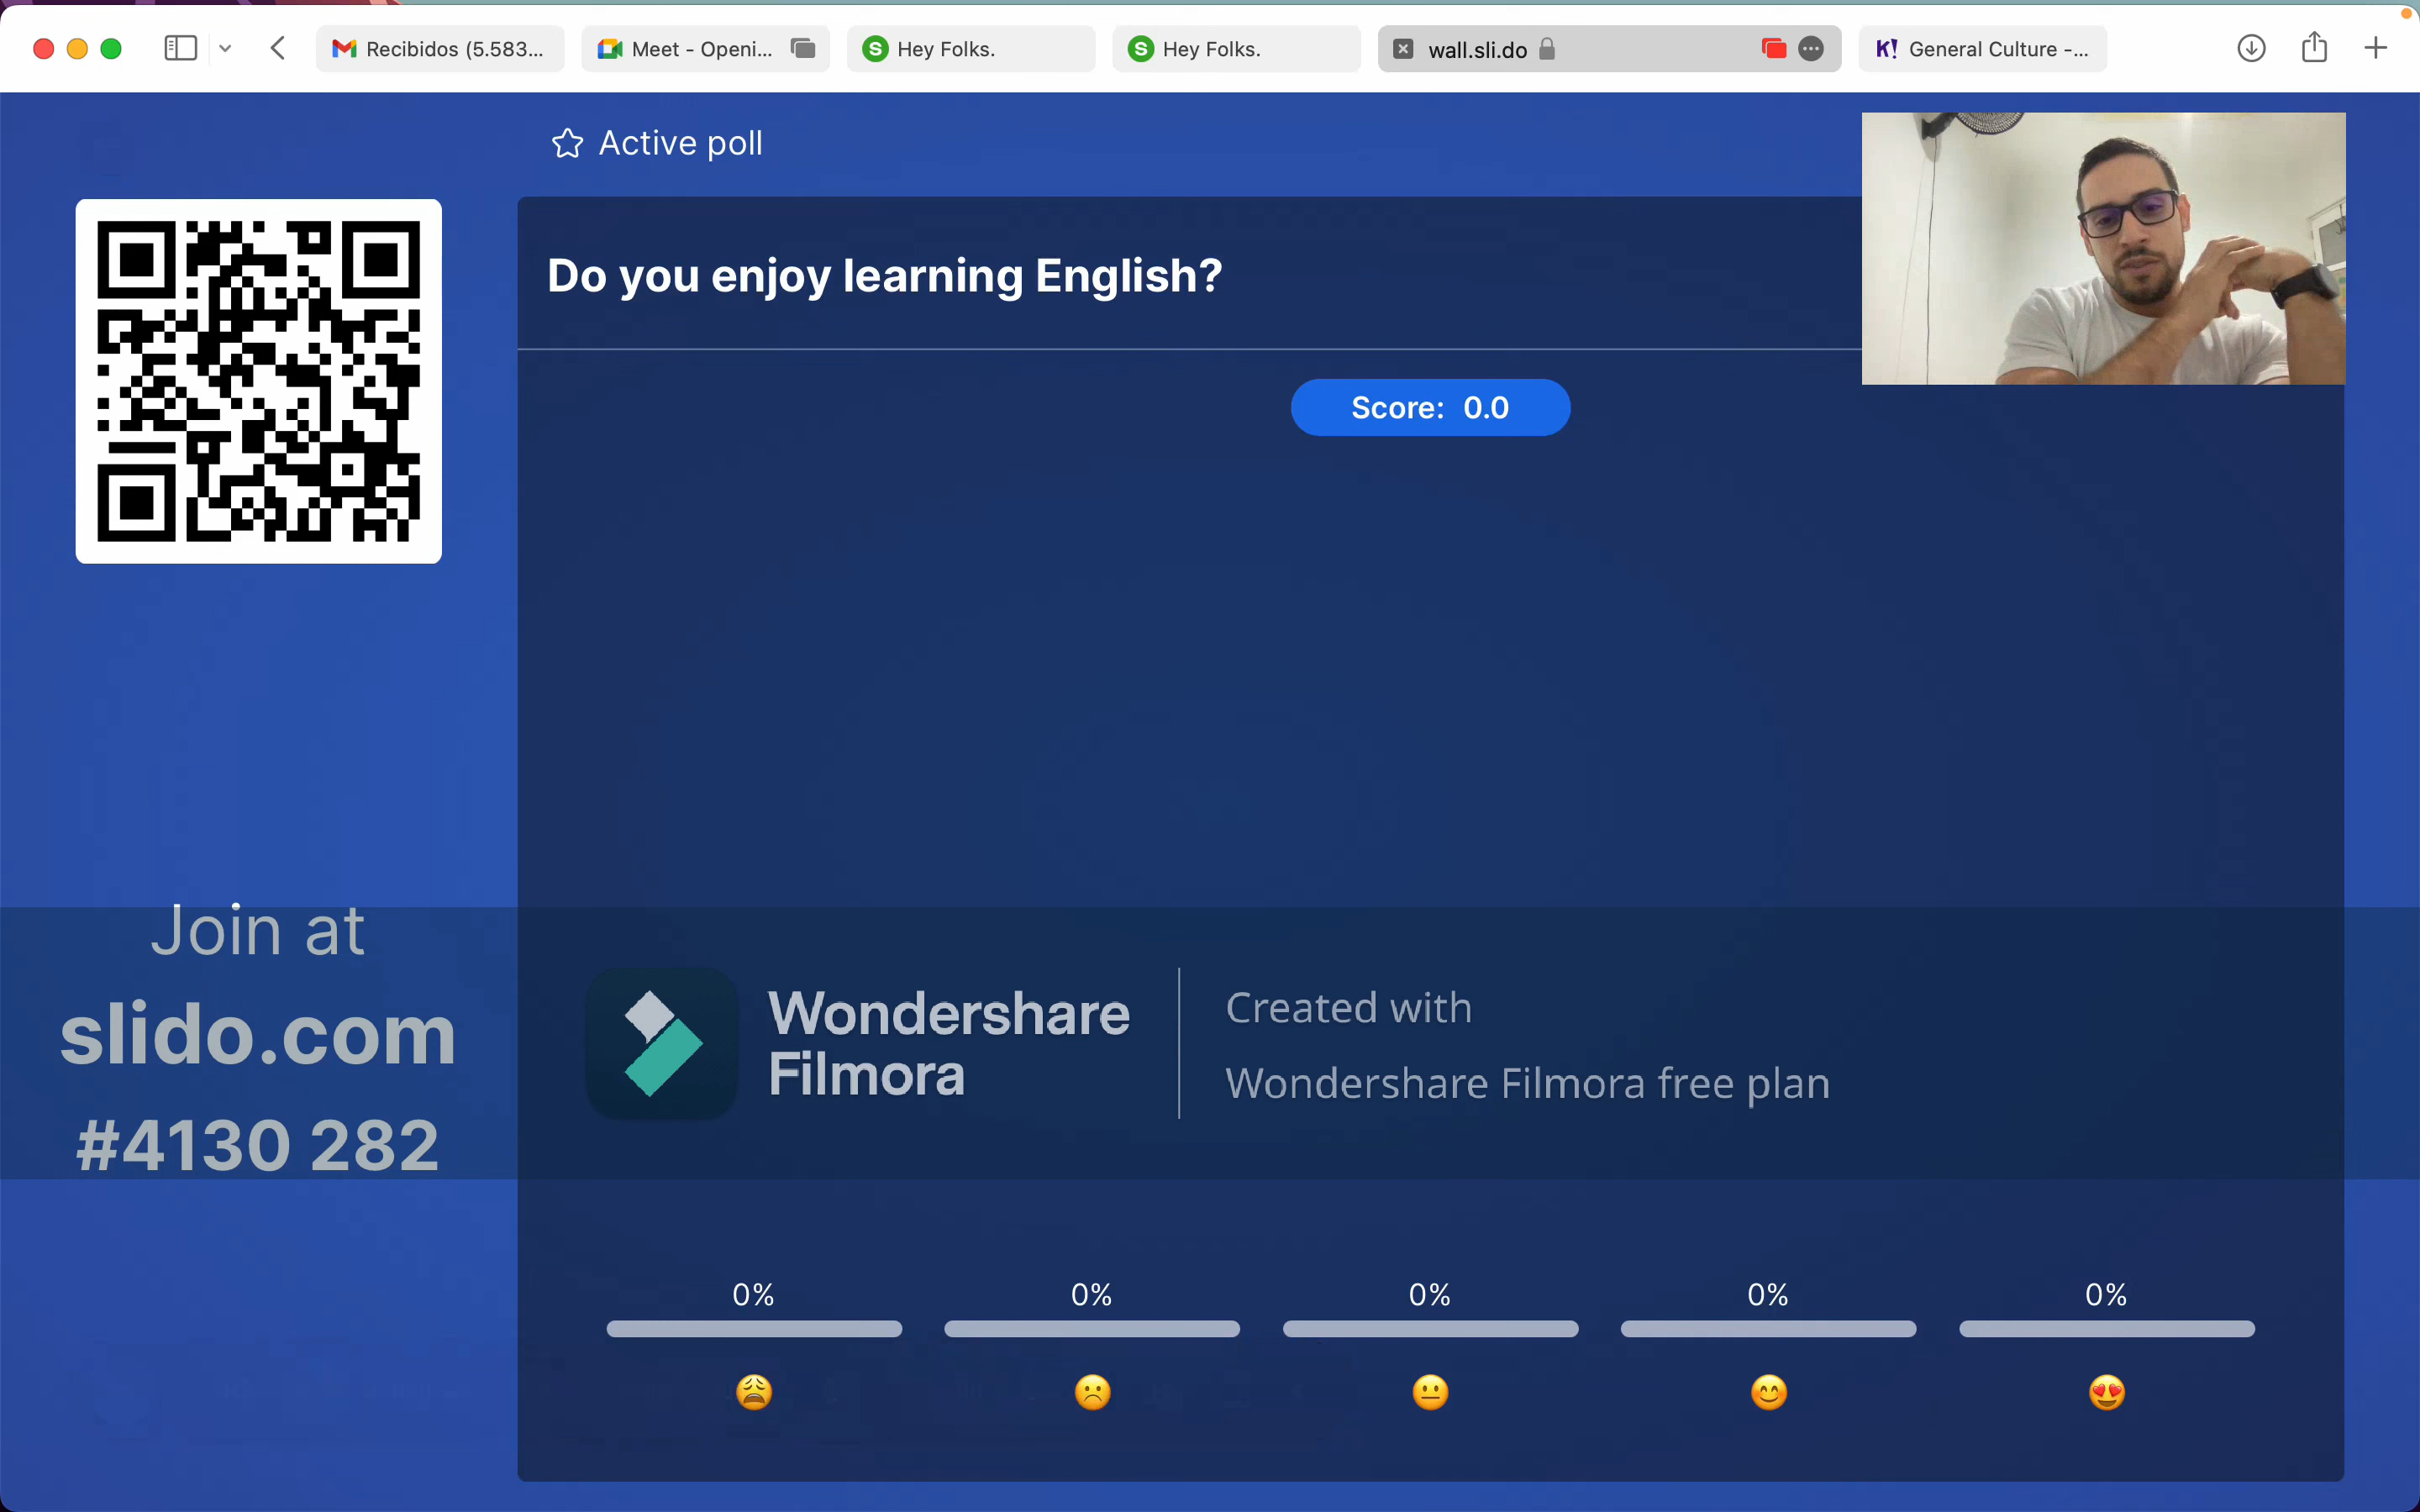 Recibidos (5.583...
Meet - Openi...
Hey Folks.
Hey Folks.
wall.sli.do
K! General Culture -...
Active poll
Do you enjoy learning English?
Score: 0.0
Join at
slido.com
#4130 282
Wondershare
Filmora
Created with
Wondershare Filmora free plan
0%
0%
0%
0%
0%